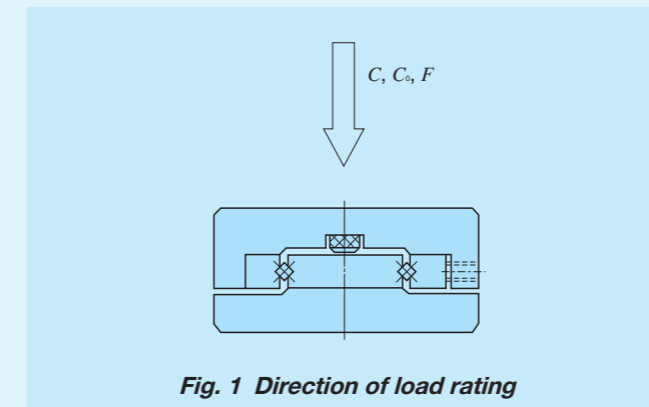 C, C₀, F
Fig. 1 Direction of load rating